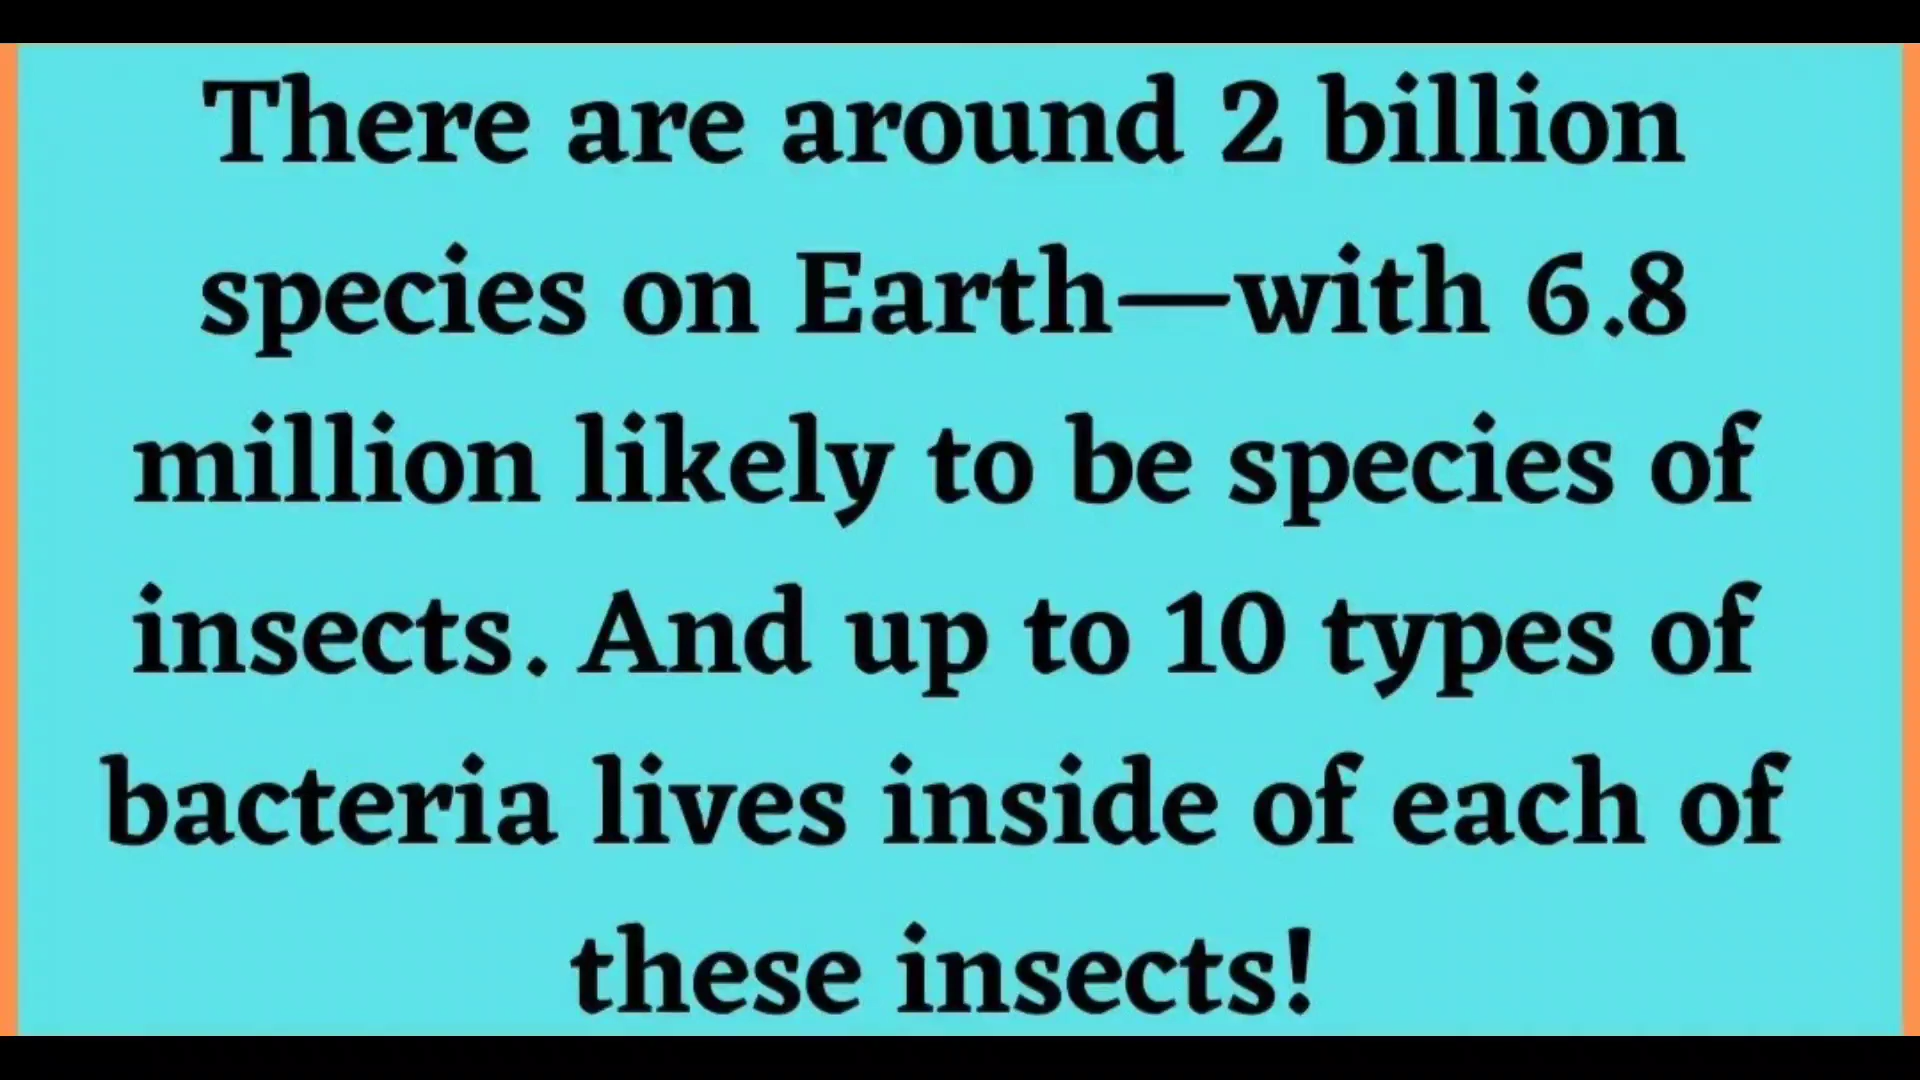 There are around 2 billion
species on Earth—with 6.8
million likely to be species of
insects. And up to 10 types of
bacteria lives inside of each of
these insects!